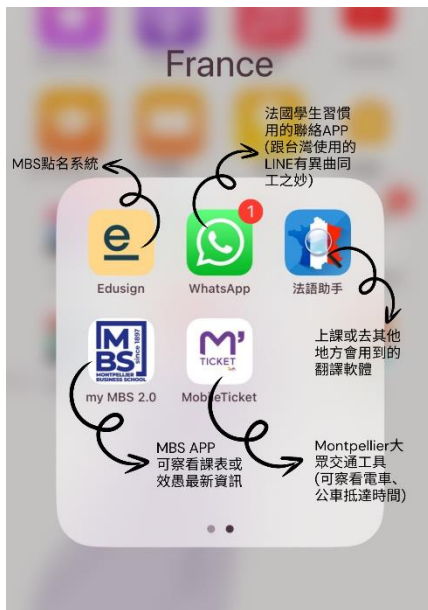 France
法國學生習慣
用的聯絡APP
(跟台灣使用的
LINE有異曲同
工之妙)
MBS點名系統
e
1
Edusign
WhatsApp
法語助手
MBS
since 1897
MONTPELLIER
BUSINESS SCHOOL
M'
TICKET
上課或去其他
地方會用到的
翻譯軟體
my MBS 2.0
MobileTicket
MBS APP
可察看課表或
效愚最新資訊
Montpellier大
眾交通工具
(可察看電車、
公車抵達時間)